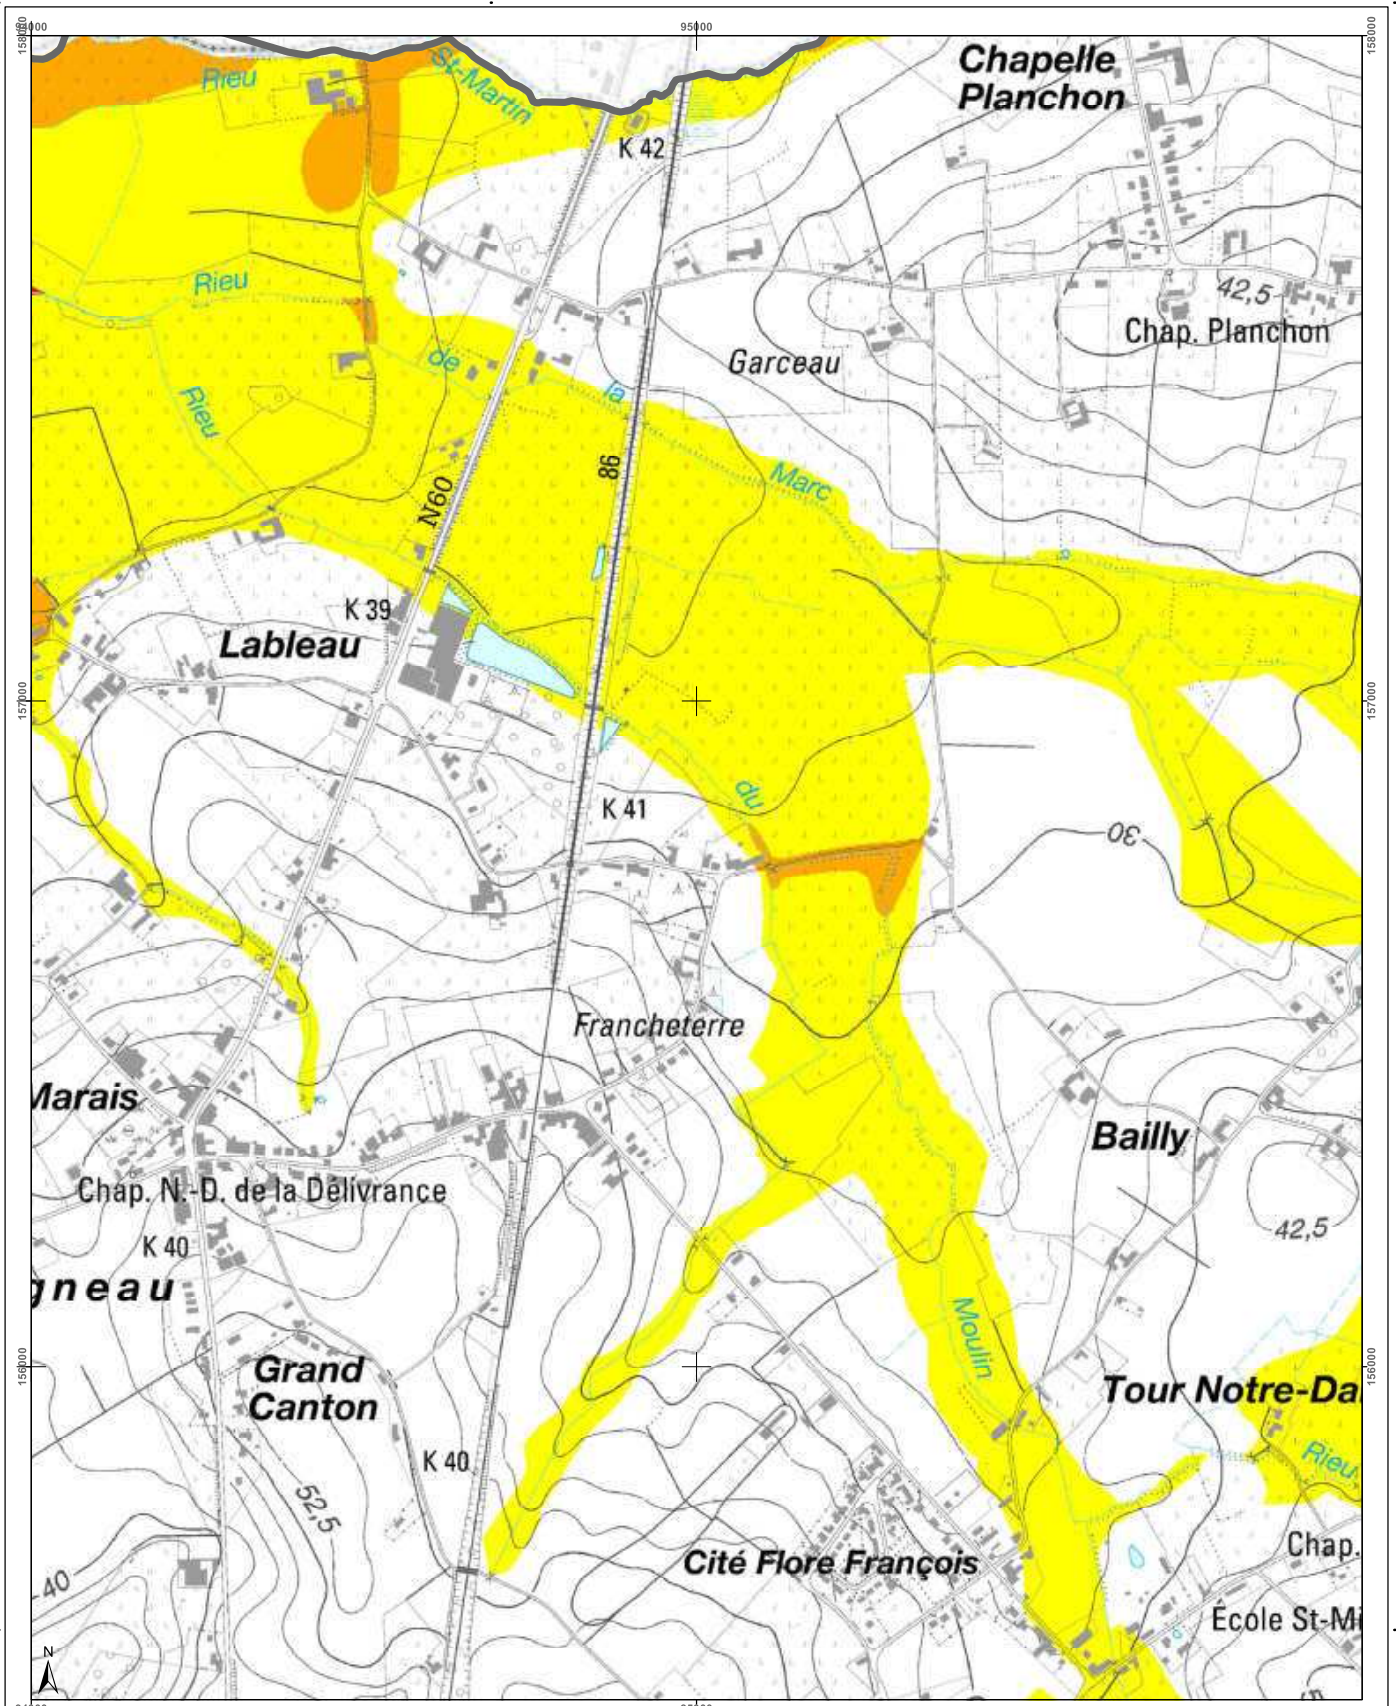 94000
95000
158000
158000
Chapelle
Planchon
Rieu
St-Martin
K 42
Rieu
42,5
Chap. Planchon
Garceau
de
la
Rieu
Marc
86
N60
K 39
Lableau
157000
157000
du
K 41
30
Francheterre
Marais
Bailly
Chap. N.-D. de la Délivrance
42,5
K 40
gneau
Moulin
156000
156000
Grand
Canton
Tour Notre-Da
K 40
Rieu
52,5
Chap.
Cité Flore François
40
École St-Mi
N